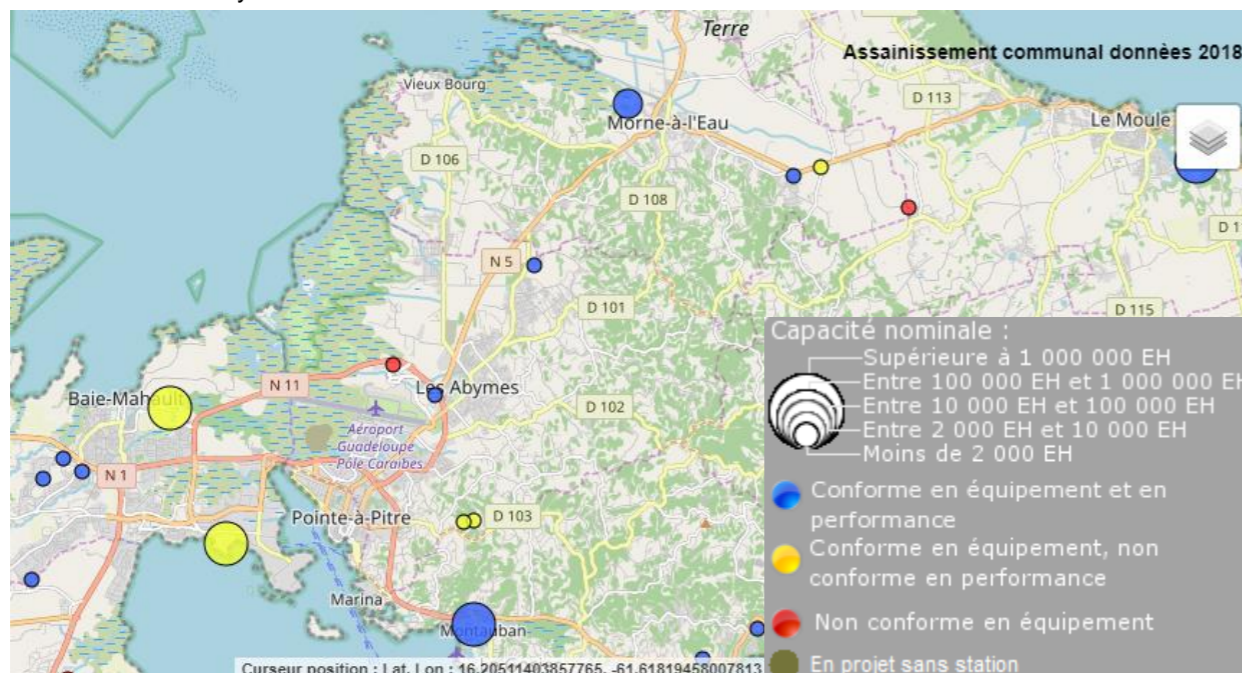 Terre
Assainissement communal donnèes 2018
Vieux Bourg
D 113
Morne-à-l'Eau
Le Moule
D 106
D 108
D 1
N 5
D 101
D 115
Capacité nominale :
Supérieure à 1 000 000 EH
Entre 100 000 EH et 1 000 000 EH
Entre 10 000 EH et 100 000 EH
Entre 2 000 EH et 10 000 EH
Moins de 2 000 EH
N 11
Les Abymes
Baie-Mahault
D 102
Aéroport
Guadeloupe
- Pôle Caraïbes
N 1
Conforme en équipement et en
performance
Pointe-à-Pitre
D 103
Conforme en équipement, non
conforme en performance
Marina
Montauban
Non conforme en équipement
En projet sans station
Curseur position : Lat, Lon : 16.20511403857765, -61.61819458007813